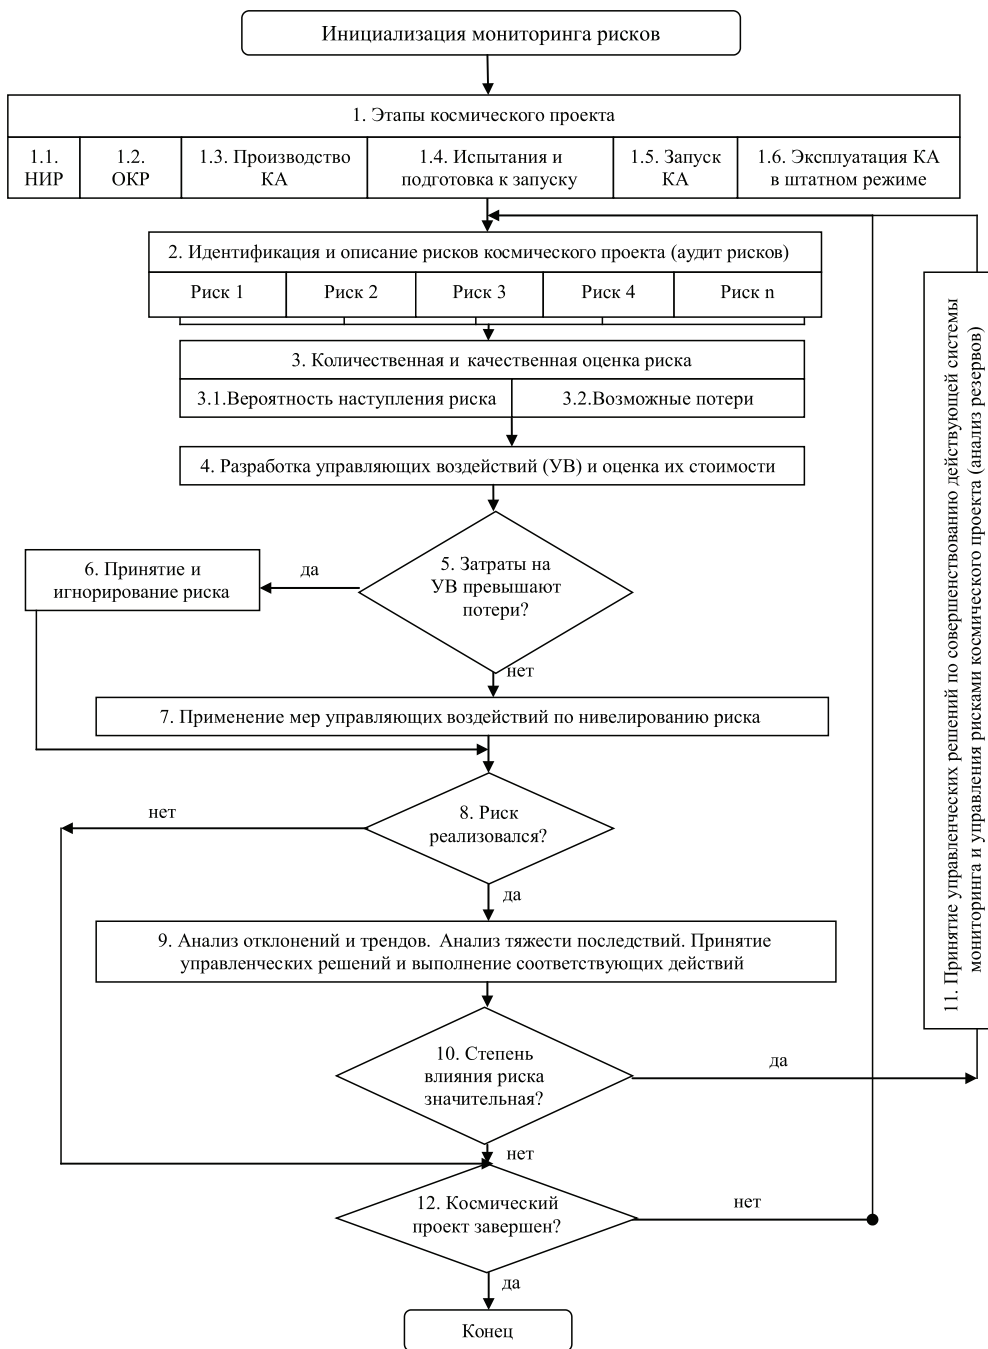 Инициализация мониторинга рисков
1. Этапы космического проекта
1.1.
НИР
1.2.
ОКР
1.3. Производство
КА
1.4. Испытания и
подготовка к запуску
1.5. Запуск
КА
1.6. Эксплуатация КА
в штатном режиме
2. Идентификация и описание рисков космического проекта (аудит рисков)
Риск 1
Риск 2
Риск 3
Риск 4
Риск n
3. Количественная и качественная оценка риска
3.1.Вероятность наступления риска
3.2.Возможные потери
4. Разработка управляющих воздействий (УВ) и оценка их стоимости
5. Затраты на
УВ превышают
потери?
да
6. Принятие и
игнорирование риска
нет
7. Применение мер управляющих воздействий по нивелированию риска
8. Риск
реализовался?
нет
да
9. Анализ отклонений и трендов. Анализ тяжести последствий. Принятие
управленческих решений и выполнение соответствующих действий
10. Степень
влияния риска
значительная?
да
нет
11. Принятие управленческих решений по совершенствованию действующей системы
мониторинга и управления рисками космического проекта (анализ резервов)
12. Космический
проект завершен?
нет
да
Конец